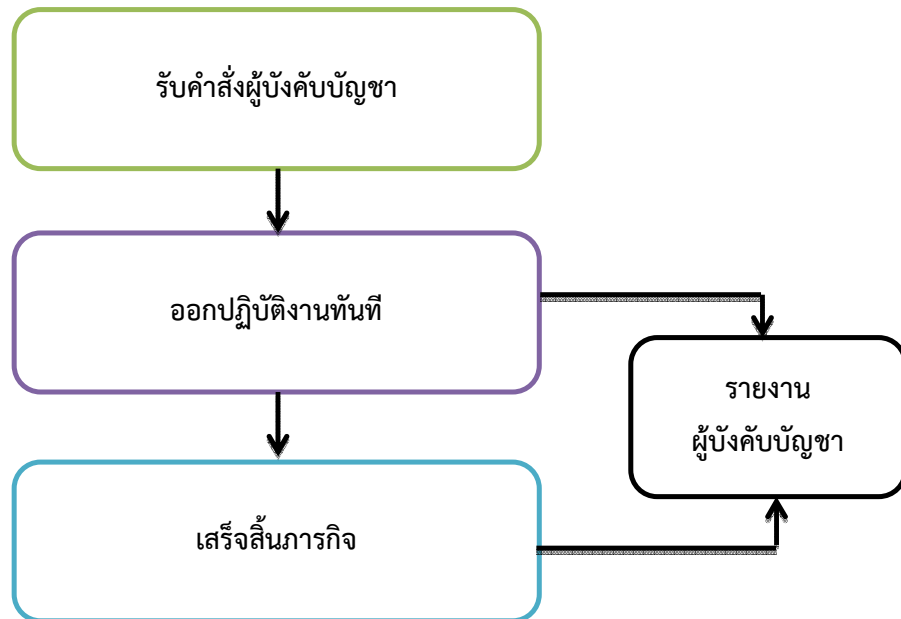 รับคำสั่งผู้บังคับบัญชา
ออกปฏิบัติงานทันที
รายงาน
ผู้บังคับบัญชา
เสร็จสิ้นภารกิจ